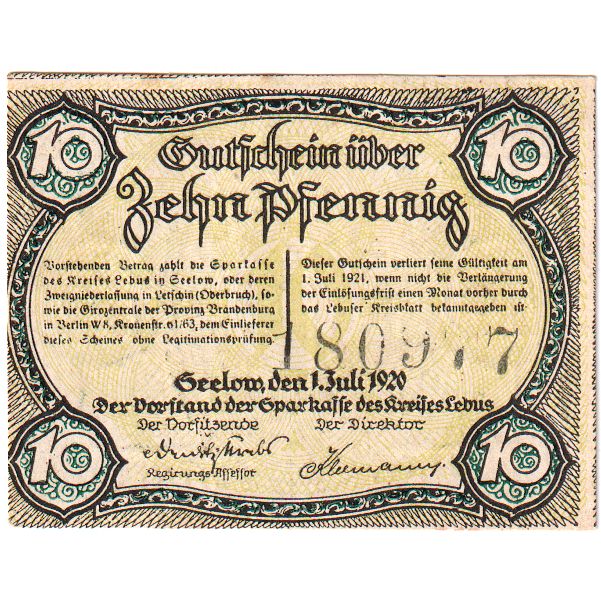 10 10
Gutschein über
Zehn Pfennig
Vorstehenden Betrag zahlt die Sparkasse
des Kreises Lebus in Seelow, oder deren
Zweigniederlassung in Letschin (Oderbruch), so-
wie die Girozentrale der Provinz Brandenburg
in Berlin W 8, Kronenstr. 61/63, dem Einlieferer
dieses Scheines ohne Legitimationsprüfung.
Dieser Gutschein verliert seine Gültigkeit am
1. Juli 1921, wenn nicht die Verlängerung
der Einlösungsfrist einen Monat vorher durch
das Lebuser Kreisblatt bekanntgegeben ist.
180977
Seelow, den 1. Juli 1920
Der Vorstand der Sparkasse des Kreises Lebus
Der Vorsitzende Der Direktor
Regirungs Assessor
10 10